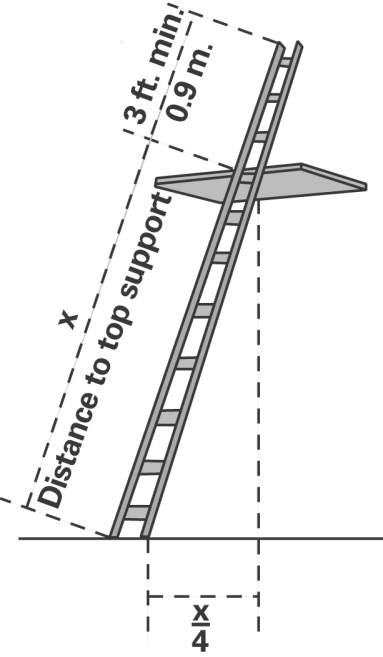 3 ft. min.
0.9 m.
x
Distance to top support
x
4